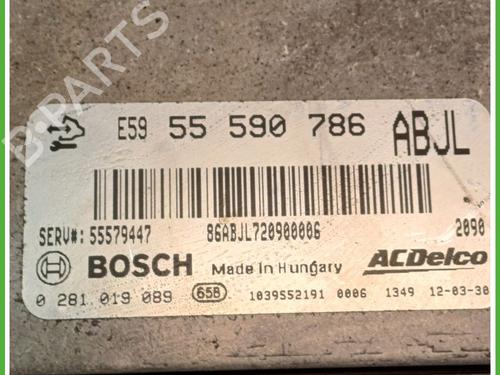 B-PARTS
E59 55 590 786 ABJL
SERV#: 55579447 86ABJL720900006 2090
BOSCH Made in Hungary ACDelco
0 281 019 089 658 1039S52191 0006 1349 12-03-30